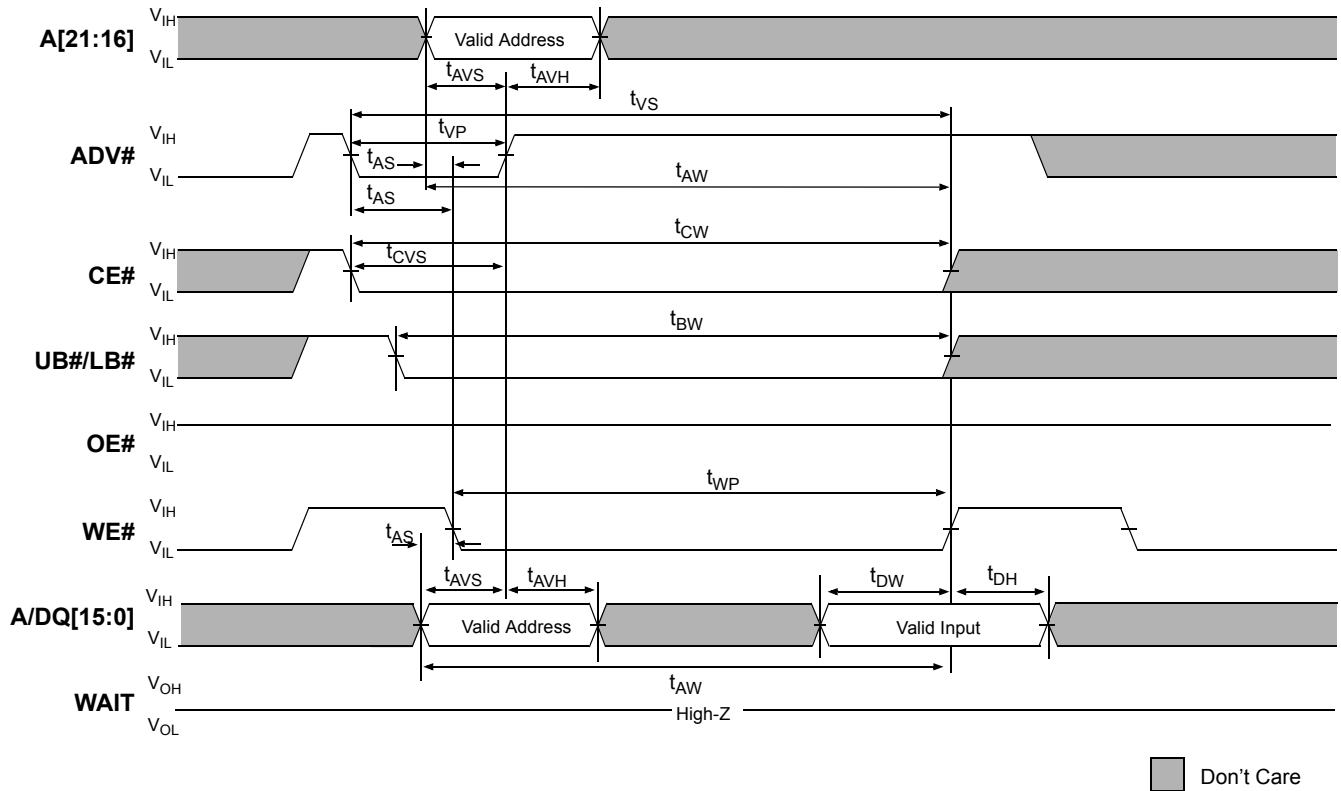 A[21:16] VIH Valid Address
VIL
tAVS tAVH
tVS
ADV# VIH tVP
VIL tAS
tAW
tAS
CE# VIH tCW
tCVS
VIL
UB#/LB# VIH tBW
VIL
OE# VIH
VIL
tWP
WE# VIH
VIL tAS
tAVS tAVH tDW tDH
A/DQ[15:0] VIH
VIL Valid Address Valid Input
tAW
WAIT VOH
High-Z
VOL
Don't Care